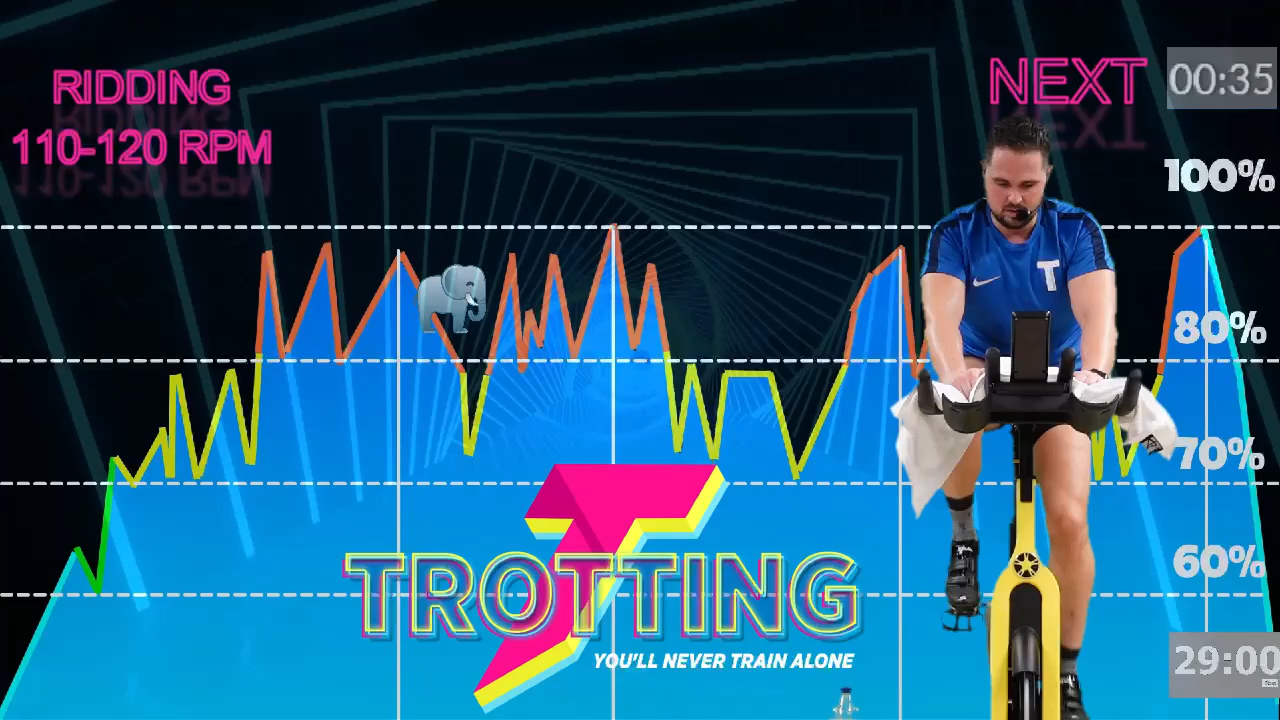 RIDDING
110-120 RPM
NEXT
00:35
100%
80%
70%
60%
T
TROTTING
YOU'LL NEVER TRAIN ALONE
29:00